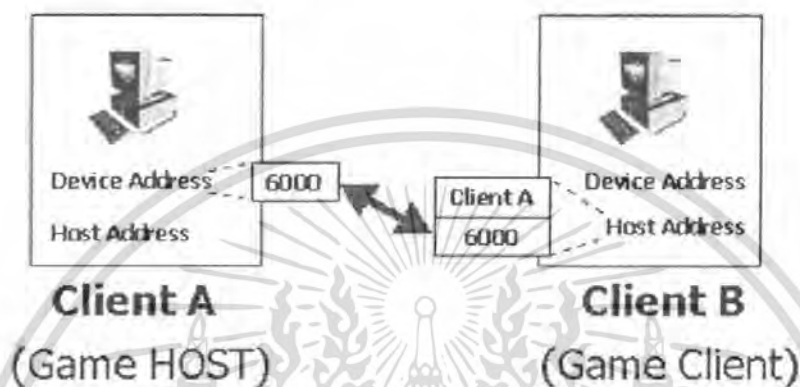 Device Address
Host Address
6000
Client A
6000
Device Address
Host Address
Client A
(Game HOST)
Client B
(Game Client)